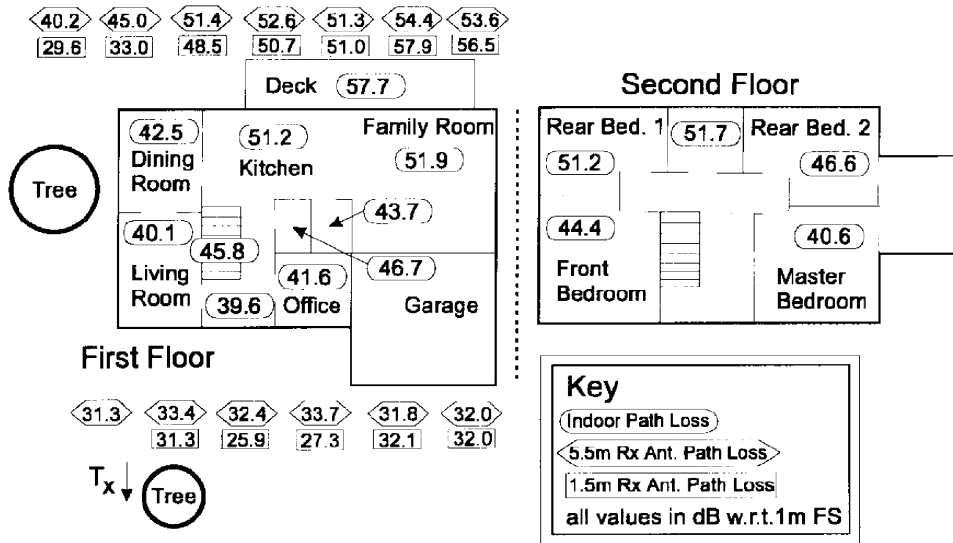 40.2 45.0 51.4 52.6 51.3 54.4 53.6
29.6 33.0 48.5 50.7 51.0 57.9 56.5
Deck 57.7
Second Floor
42.5
Dining
Room
51.2
Kitchen
Family Room
51.9
Tree
40.1
Living
Room
45.8
43.7
46.7
39.6
41.6
Office
Garage
Rear Bed. 1
51.2
51.7
Rear Bed. 2
46.6
44.4
Front
Bedroom
40.6
Master
Bedroom
First Floor
31.3 33.4 32.4 33.7 31.8 32.0
31.3 25.9 27.3 32.1 32.0
Tx
Tree
Key
Indoor Path Loss
5.5m Rx Ant. Path Loss
1.5m Rx Ant. Path Loss
all values in dB w.r.t.1m FS